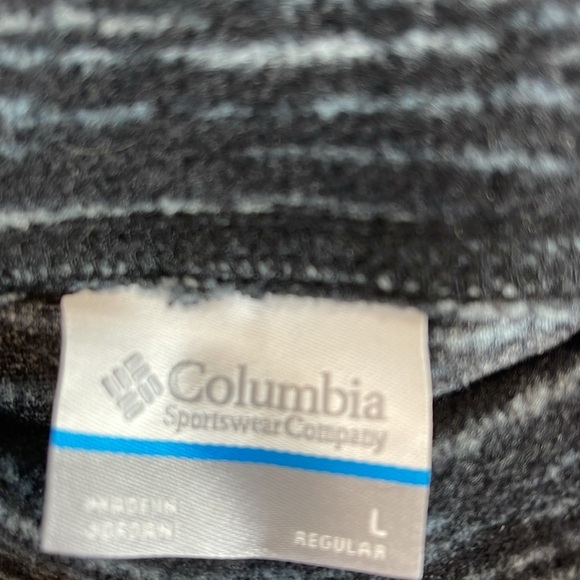 Columbia
Sportswear Company
MADE IN
JORDAN
L
REGULAR